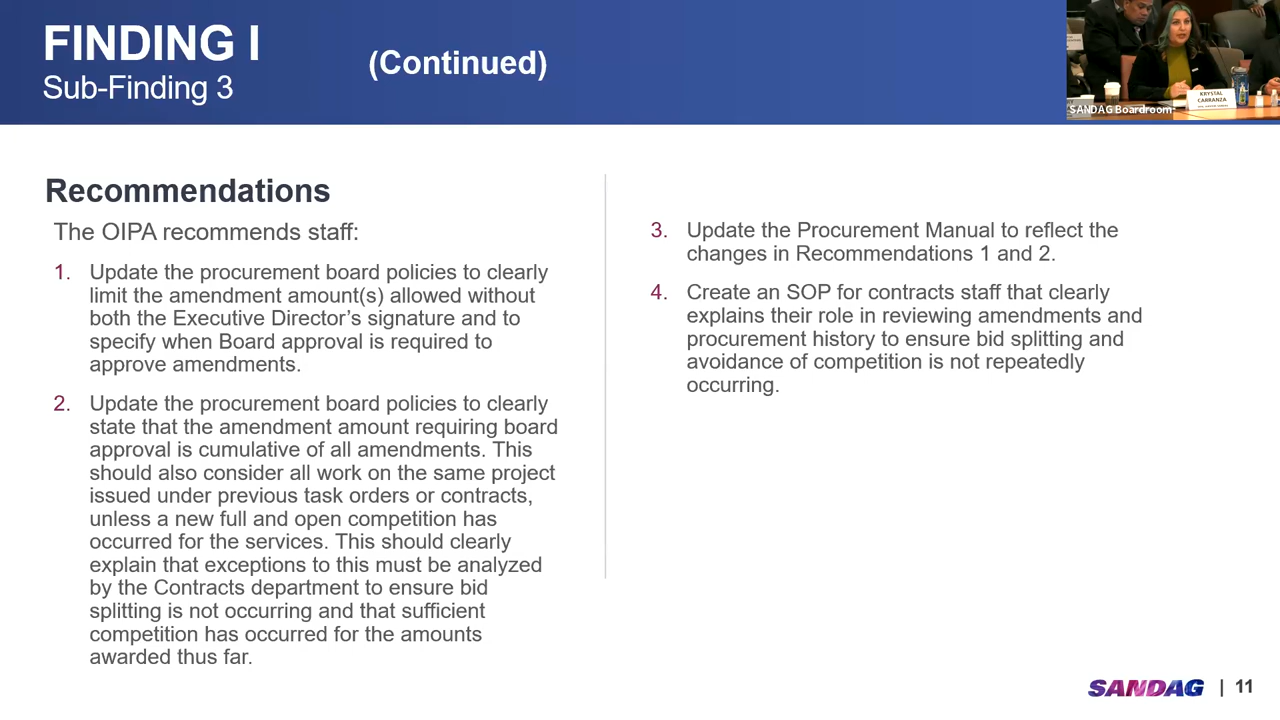 FINDING I
Sub-Finding 3
(Continued)
KRYSTAL
CARRANZA
SANDAG Boardroom
Recommendations
The OIPA recommends staff:
1. Update the procurement board policies to clearly
limit the amendment amount(s) allowed without
both the Executive Director’s signature and to
specify when Board approval is required to
approve amendments.
2. Update the procurement board policies to clearly
state that the amendment amount requiring board
approval is cumulative of all amendments. This
should also consider all work on the same project
issued under previous task orders or contracts,
unless a new full and open competition has
occurred for the services. This should clearly
explain that exceptions to this must be analyzed
by the Contracts department to ensure bid
splitting is not occurring and that sufficient
competition has occurred for the amounts
awarded thus far.
3. Update the Procurement Manual to reflect the
changes in Recommendations 1 and 2.
4. Create an SOP for contracts staff that clearly
explains their role in reviewing amendments and
procurement history to ensure bid splitting and
avoidance of competition is not repeatedly
occurring.
SANDAG | 11